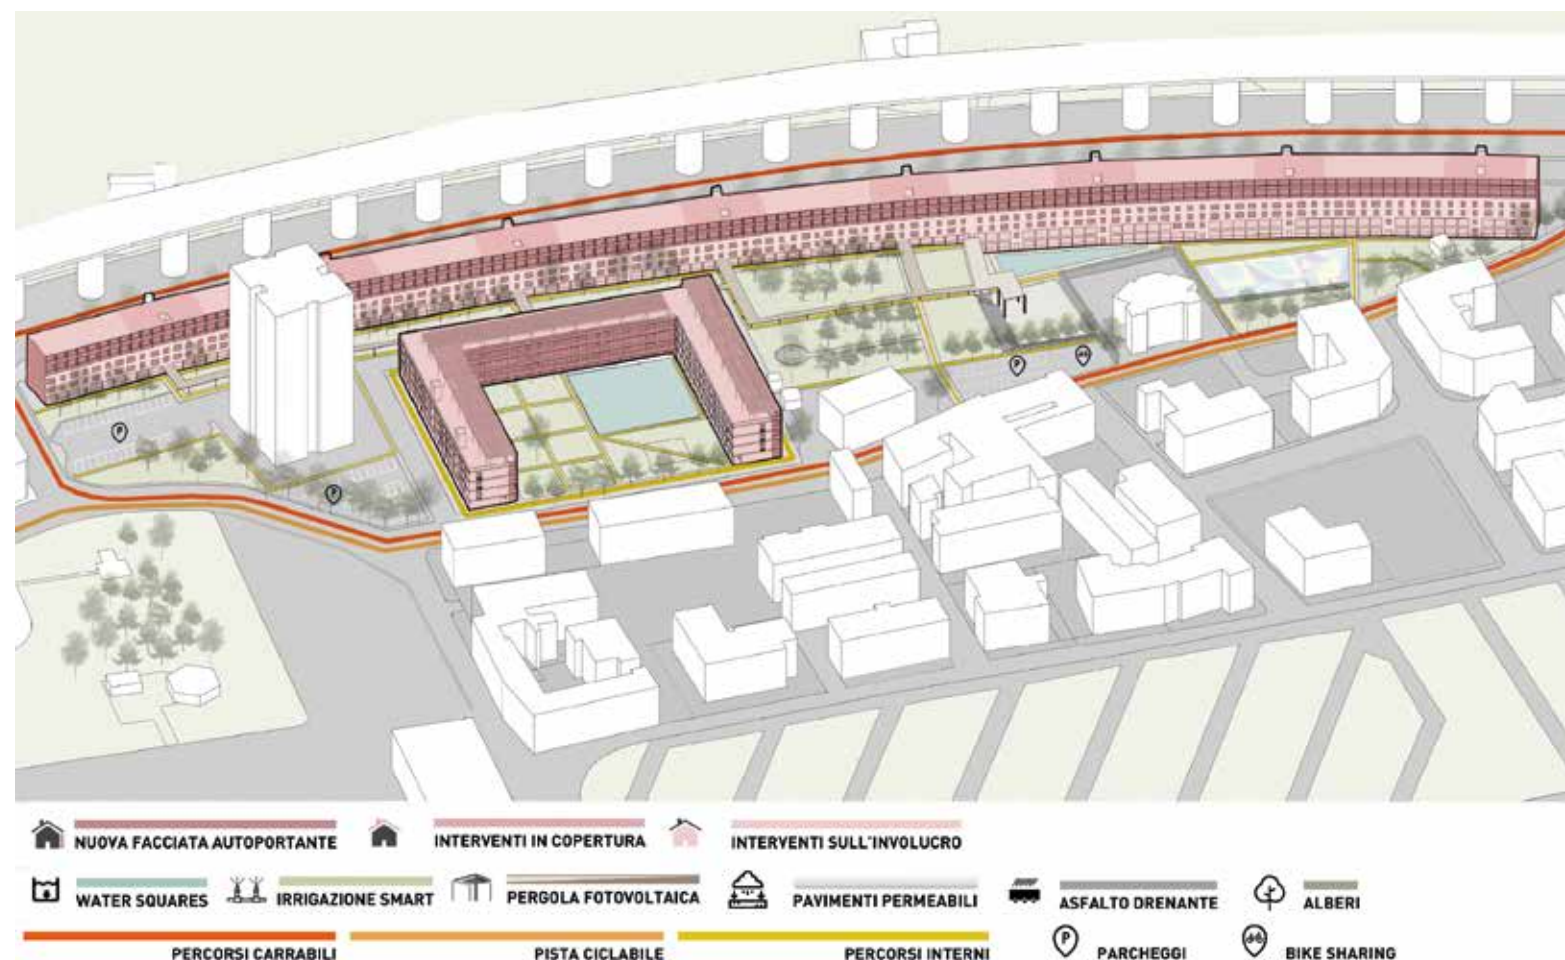 NUOVA FACCIATA AUTOPORTANTE INTERVENTI IN COPERTURA INTERVENTI SULL'INVOLUCRO
WATER SQUARES IRRIGAZIONE SMART PERGOLA FOTOVOLTAICA PAVIMENTI PERMEABILI ASFALTO DRENANTE ALBERI
PERCORSI CARRABILI PISTA CICLABILE PERCORSI INTERNI P PARCHEGGI BIKE SHARING
P
P
P